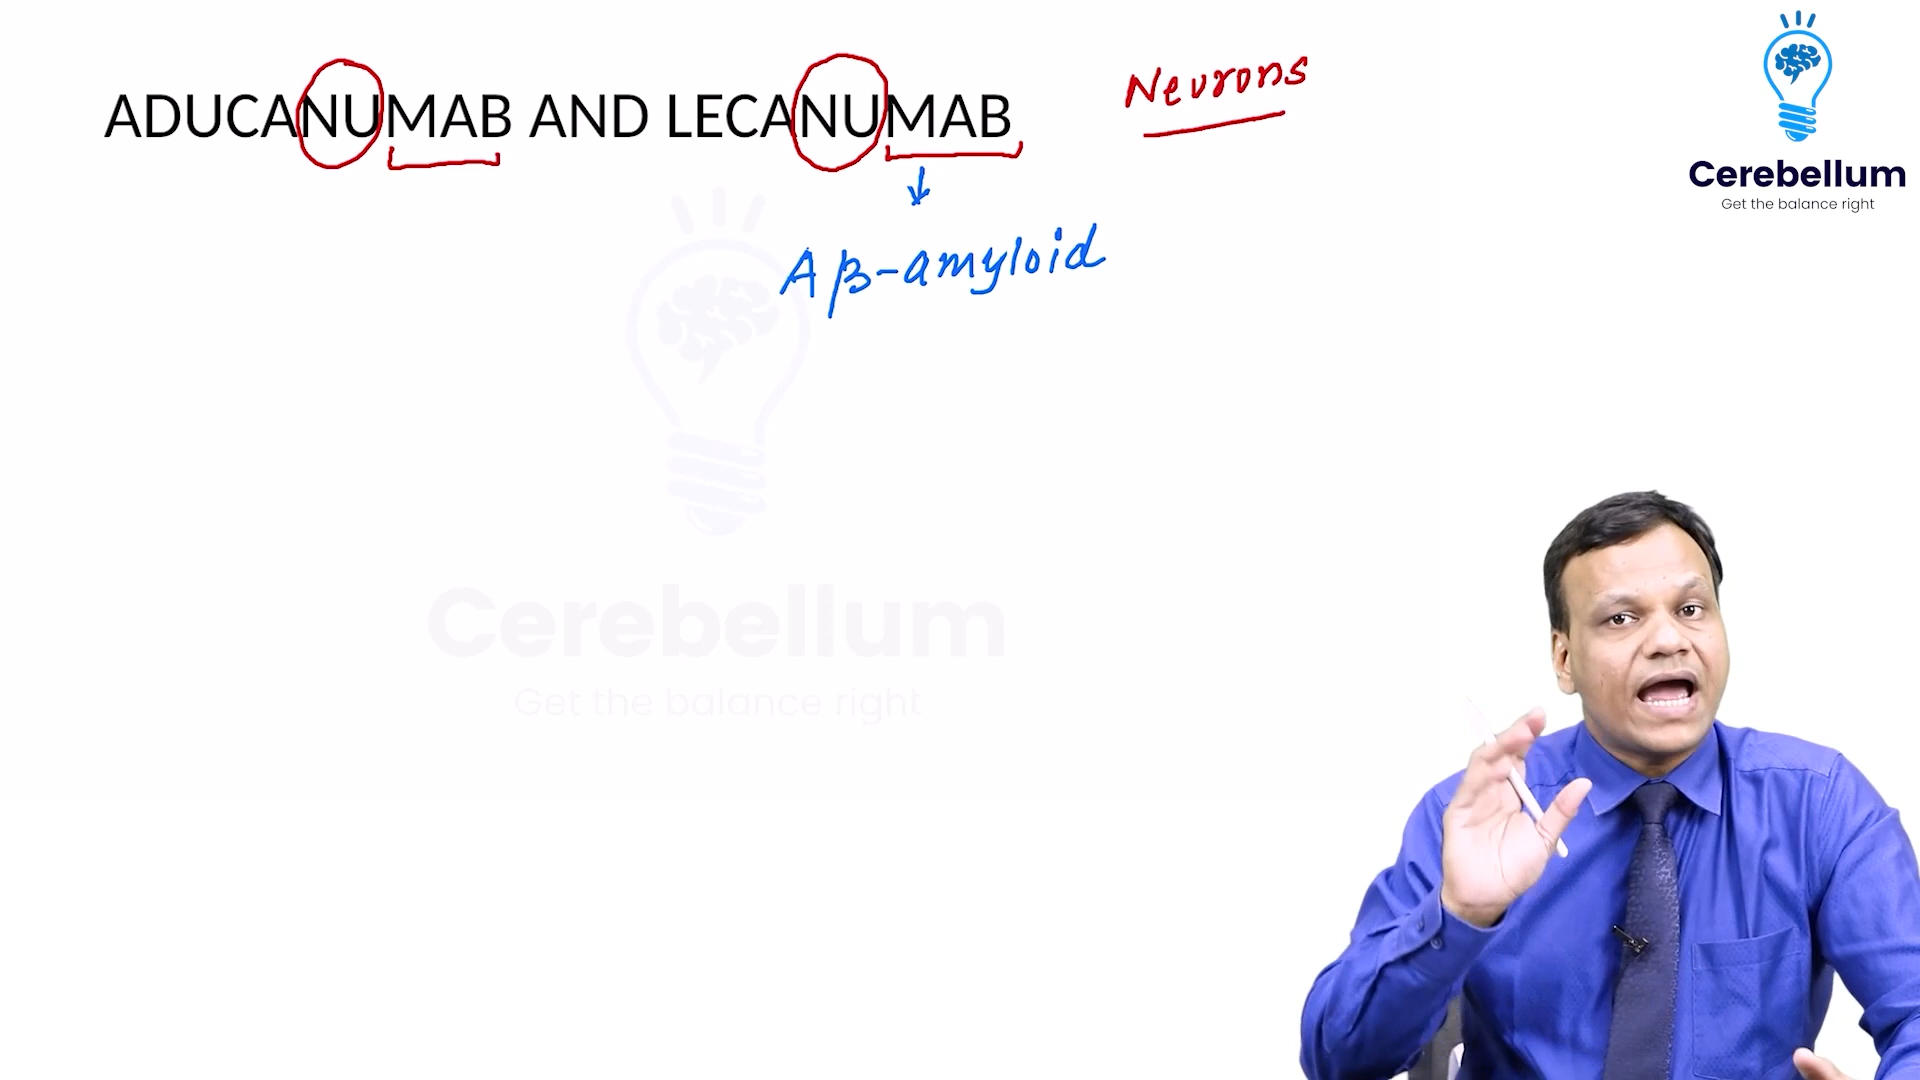 ADUCANUMAB AND LECANUMAB
Neurons
Aβ-amyloid
Cerebellum
Get the balance right
Cerebellum
Get the balance right